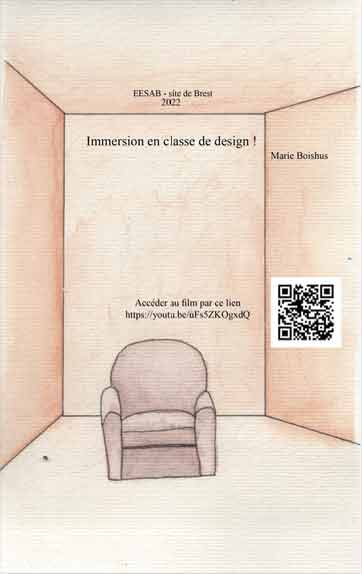 EESAB - site de Brest
2022
Immersion en classe de design !
Marie Boishus
Accéder au film par ce lien
https://youtu.be/uFs5ZKOgxdQ